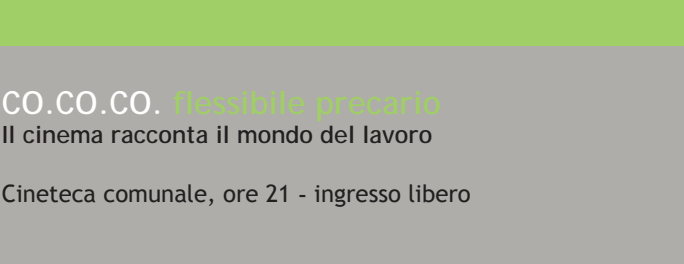 CO.CO.CO. flessibile precario
Il cinema racconta il mondo del lavoro
Cineteca comunale, ore 21 - ingresso libero